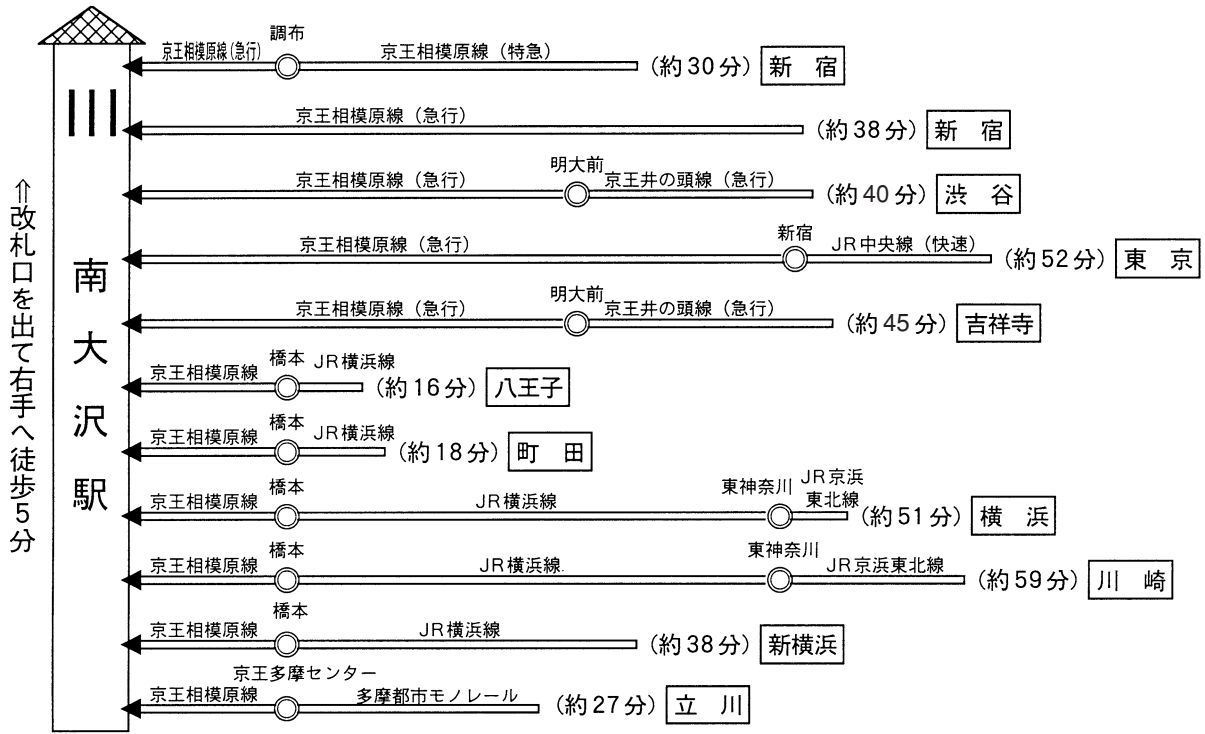 調布
京王相模原線(急行)
京王相模原線（特急）
（約30分）
新宿
京王相模原線（急行）
（約38分）
新宿
明大前
京王相模原線（急行）
京王井の頭線（急行）
（約40分）
渋谷
新宿
京王相模原線（急行）
JR中央線（快速）
（約52分）
東京
明大前
京王相模原線（急行）
京王井の頭線（急行）
（約45分）
吉祥寺
橋本
京王相模原線
JR横浜線
（約16分）
八王子
橋本
京王相模原線
JR横浜線
（約18分）
町田
橋本
京王相模原線
JR横浜線
東神奈川
JR京浜
東北線
（約51分）
横浜
橋本
京王相模原線
JR横浜線
東神奈川
JR京浜東北線
（約59分）
川崎
橋本
京王相模原線
JR横浜線
（約38分）
新横浜
京王多摩センター
京王相模原線
多摩都市モノレール
（約27分）
立川
南大沢駅
⇧改札口を出て右手へ徒歩5分